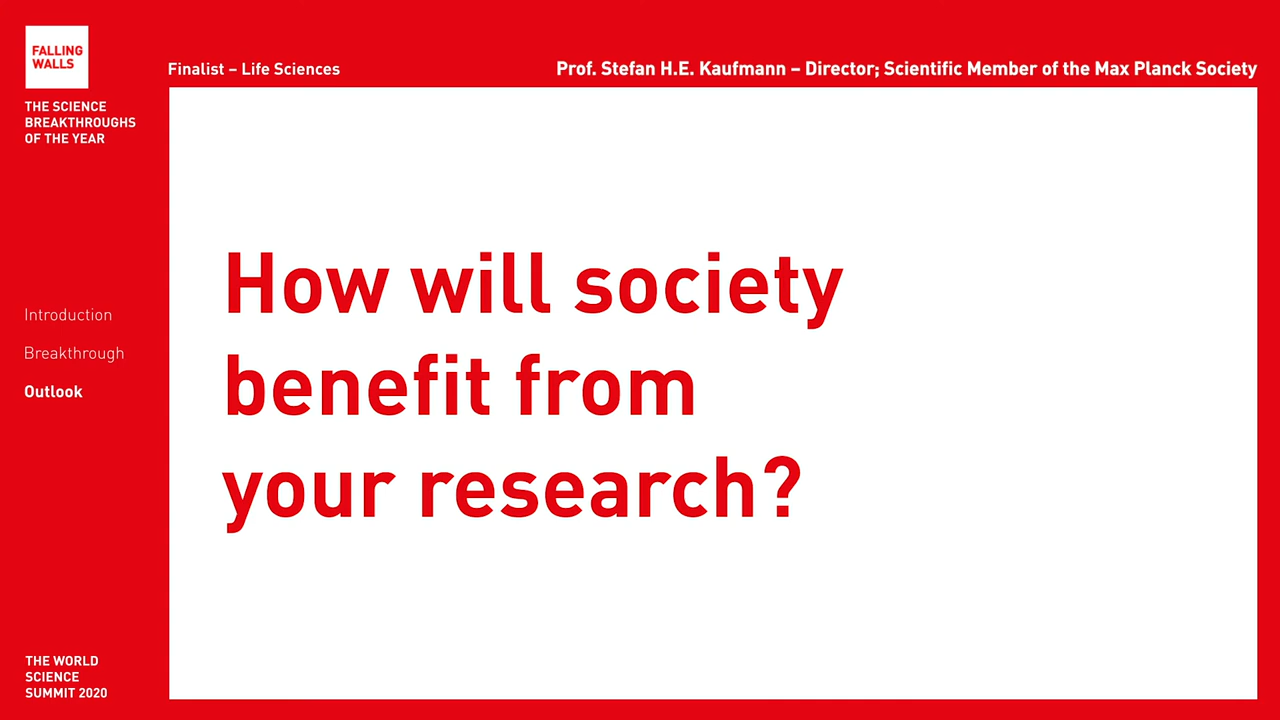 FALLING
WALLS
THE SCIENCE
BREAKTHROUGHS
OF THE YEAR
Finalist – Life Sciences
Prof. Stefan H.E. Kaufmann – Director; Scientific Member of the Max Planck Society
Introduction
Breakthrough
Outlook
How will society
benefit from
your research?
THE WORLD
SCIENCE
SUMMIT 2020